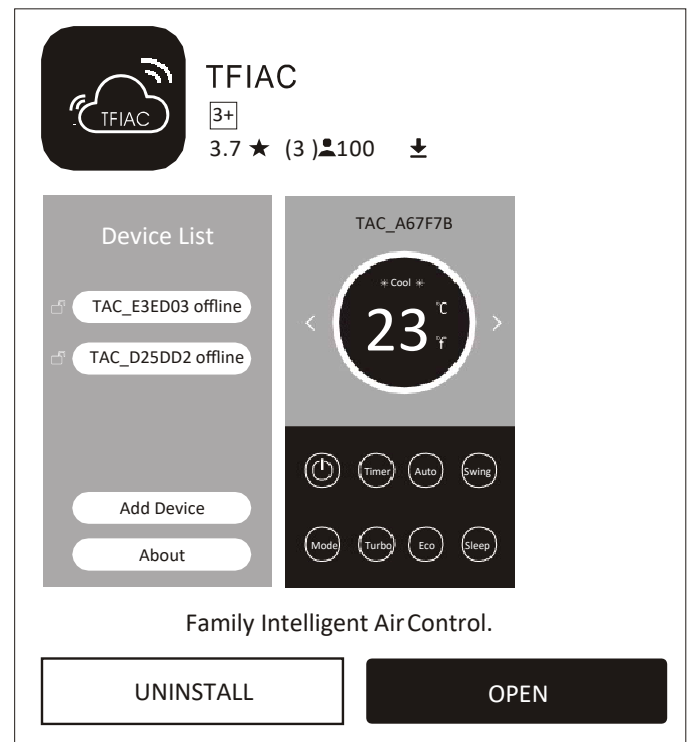 TFIAC
TFIAC
3+
3.7 ★ (3 ) 100
Device List
TAC_E3ED03 offline
TAC_D25DD2 offline
Add Device
About
TAC_A67F7B
Cool
23 °C
°f
Timer Auto Swing
Mode Turbo Eco Sleep
Family Intelligent Air Control.
UNINSTALL
OPEN